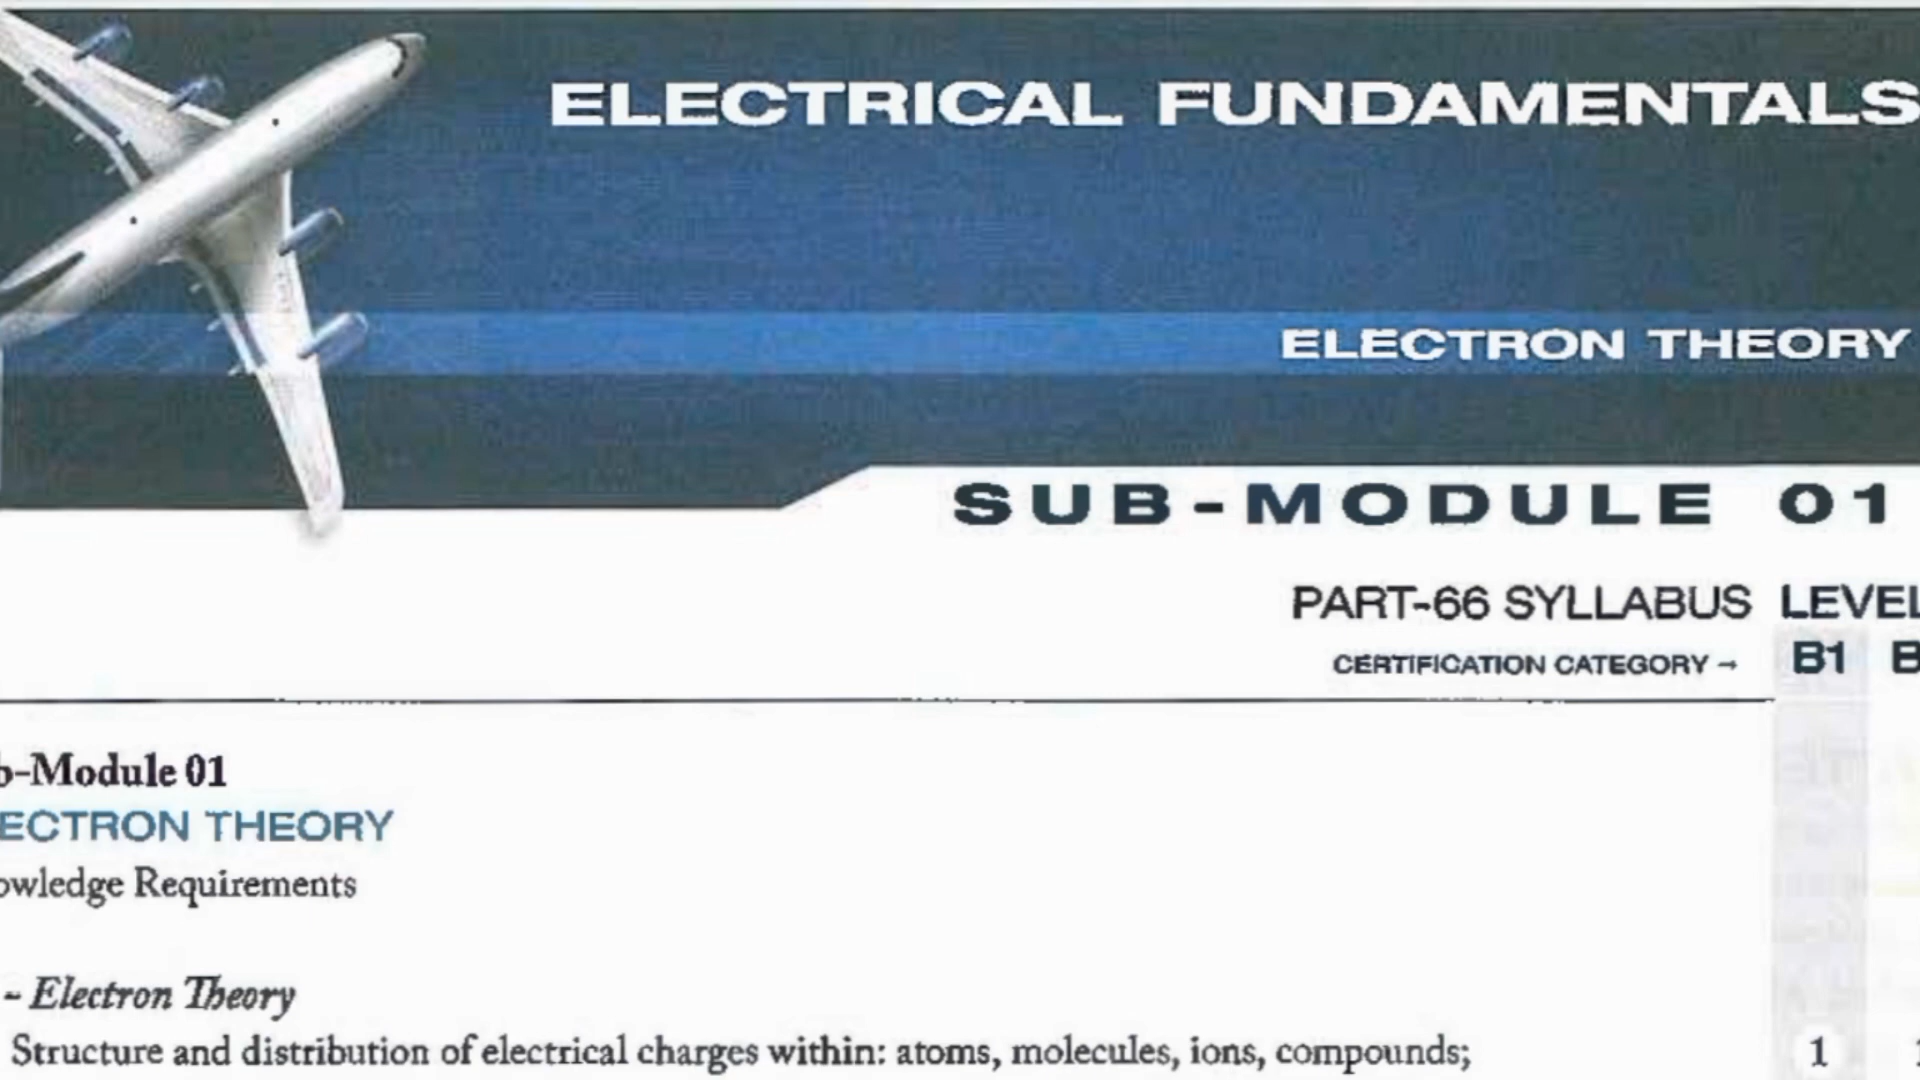 ELECTRICAL FUNDAMENTALS
ELECTRON THEORY
SUB-MODULE 01
PART-66 SYLLABUS LEVEL
CERTIFICATION CATEGORY → B1 B
b-Module 01
ECTRON THEORY
owledge Requirements
- Electron Theory
Structure and distribution of electrical charges within: atoms, molecules, ions, compounds; 1